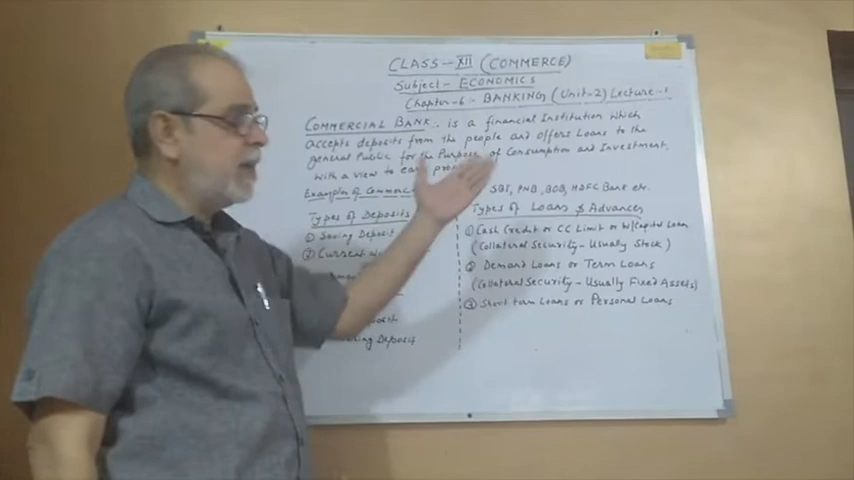 CLASS - XII (COMMERCE)
Subject - ECONOMICS
Chapter-6:- BANKING (Unit-2) Lecture-1
COMMERCIAL BANK:- is a financial Institution which
accepts deposits from the people and offers Loans to the
general Public for the Purpose of Consumption and Investment,
with a view to earn
Examples of SBI, PNB, BOB, HDFC Bank etc.
Types of Deposits
① Saving Deposit
② Current
Deposit
Types of Loans & Advances
① Cash Credit or CC Limit or W/Capital Loan
(Collateral Security - Usually Stock)
② Demand Loans or Term Loans
(Collateral Security - Usually Fixed Assets)
③ Short term Loans or Personal Loans